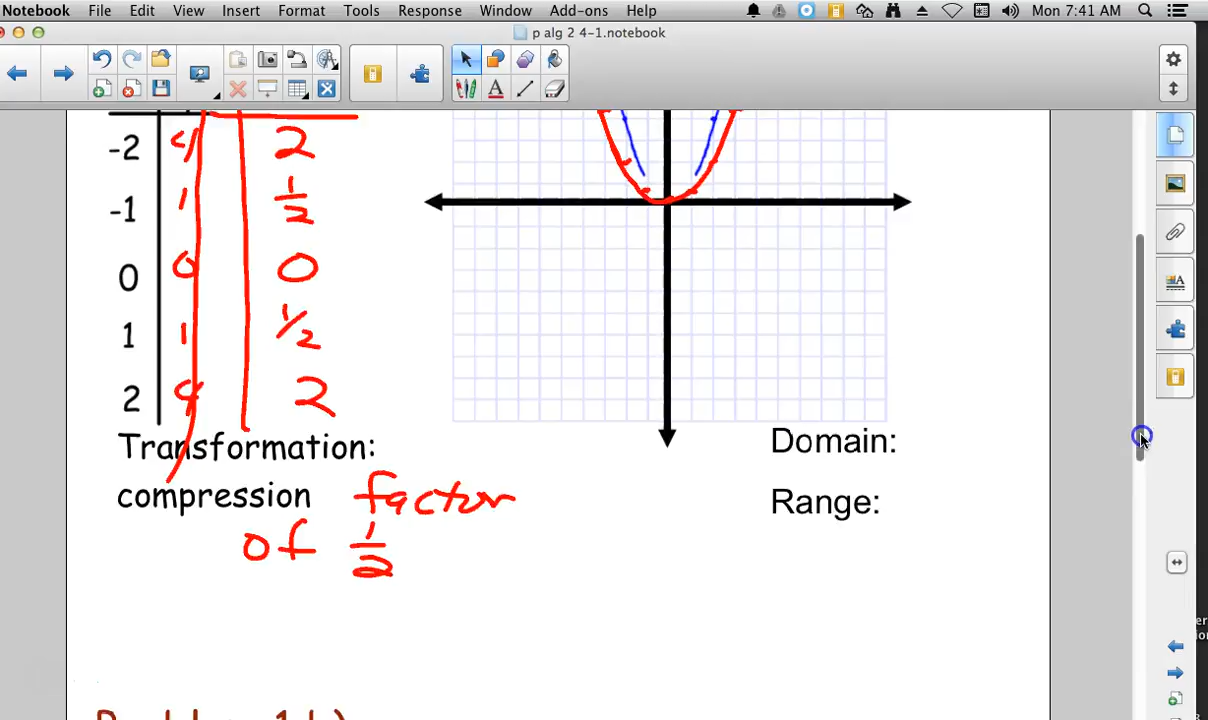 Notebook File Edit View Insert Format Tools Response Window Add-ons Help Mon 7:41 AM
p alg 2 4-1.notebook
-2 4 2
-1 1 1/2
0 0 0
1 1 1/2
2 4 2
Transformation:
compression factor
of 1/2
Domain:
Range: